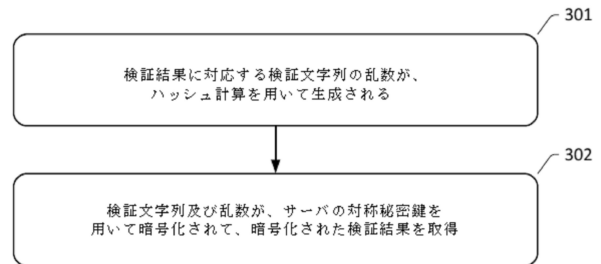 301
検証結果に対応する検証文字列の乱数が、
ハッシュ計算を用いて生成される
302
検証文字列及び乱数が、サーバの対称秘密鍵を
用いて暗号化されて、暗号化された検証結果を取得